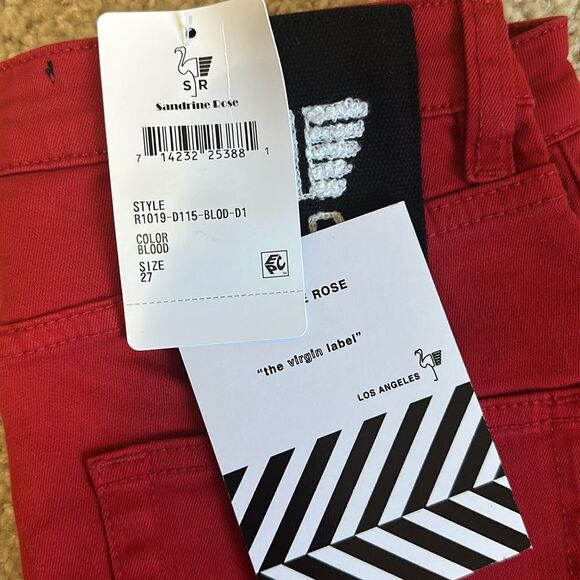 S R
Sandrine Rose
7 14232 25388 1
STYLE
R1019-D115-BLOD-D1
COLOR
BLOOD
SIZE
27
EPC
E ROSE
"the virgin label"
LOS ANGELES